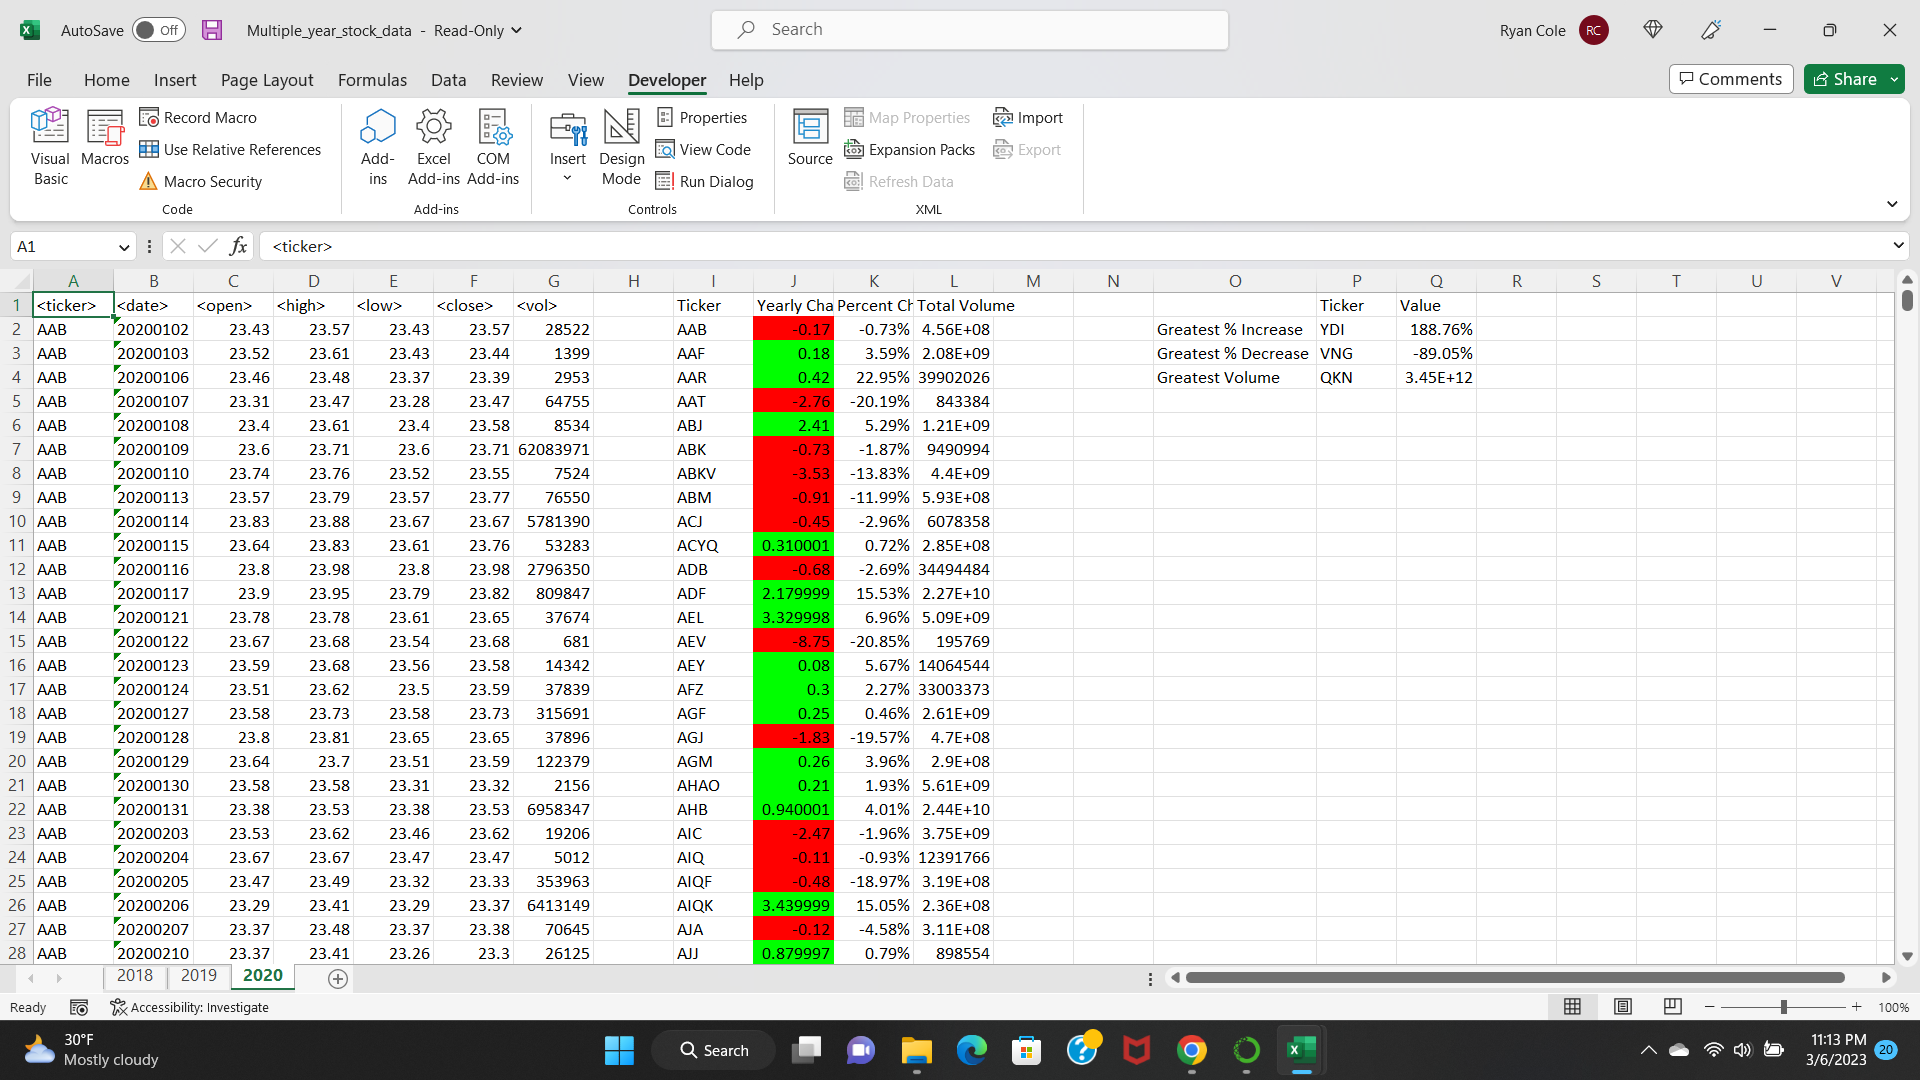 AutoSave Off Multiple_year_stock_data - Read-Only Search Ryan Cole RC
File Home Insert Page Layout Formulas Data Review View Developer Help Comments Share
Visual Basic
Macros
Record Macro
Use Relative References
Macro Security
Code
Add-ins
Excel Add-ins
COM Add-ins
Add-ins
Insert
Design Mode
Properties
View Code
Run Dialog
Controls
Source
Map Properties
Expansion Packs
Refresh Data
Import
Export
XML
A1 fx <ticker>
A B C D E F G H I J K L M N O P Q R S T U V
1 <ticker> <date> <open> <high> <low> <close> <vol> Ticker Yearly Cha Percent Ch Total Volume Ticker Value
2 AAB 20200102 23.43 23.57 23.43 23.57 28522 AAB -0.17 -0.73% 4.56E+08 Greatest % Increase YDI 188.76%
3 AAB 20200103 23.52 23.61 23.43 23.44 1399 AAF 0.18 3.59% 2.08E+09 Greatest % Decrease VNG -89.05%
4 AAB 20200106 23.46 23.48 23.37 23.39 2953 AAR 0.42 22.95% 39902026 Greatest Volume QKN 3.45E+12
5 AAB 20200107 23.31 23.47 23.28 23.47 64755 AAT -2.76 -20.19% 843384
6 AAB 20200108 23.4 23.61 23.4 23.58 8534 ABJ 2.41 5.29% 1.21E+09
7 AAB 20200109 23.6 23.71 23.6 23.71 62083971 ABK -0.73 -1.87% 9490994
8 AAB 20200110 23.74 23.76 23.52 23.55 7524 ABKV -3.53 -13.83% 4.4E+09
9 AAB 20200113 23.57 23.79 23.57 23.77 76550 ABM -0.91 -11.99% 5.93E+08
10 AAB 20200114 23.83 23.88 23.67 23.67 5781390 ACJ -0.45 -2.96% 6078358
11 AAB 20200115 23.64 23.83 23.61 23.76 53283 ACYQ 0.310001 0.72% 2.85E+08
12 AAB 20200116 23.8 23.98 23.8 23.98 2796350 ADB -0.68 -2.69% 34494484
13 AAB 20200117 23.9 23.95 23.79 23.82 809847 ADF 2.179999 15.53% 2.27E+10
14 AAB 20200121 23.78 23.78 23.61 23.65 37674 AEL 3.329998 6.96% 5.09E+09
15 AAB 20200122 23.67 23.68 23.54 23.68 681 AEV -8.75 -20.85% 195769
16 AAB 20200123 23.59 23.68 23.56 23.58 14342 AEY 0.08 5.67% 14064544
17 AAB 20200124 23.51 23.62 23.5 23.59 37839 AFZ 0.3 2.27% 33003373
18 AAB 20200127 23.58 23.73 23.58 23.73 315691 AGF 0.25 0.46% 2.61E+09
19 AAB 20200128 23.8 23.81 23.65 23.65 37896 AGJ -1.83 -19.57% 4.7E+08
20 AAB 20200129 23.64 23.7 23.51 23.59 122379 AGM 0.26 3.96% 2.9E+08
21 AAB 20200130 23.58 23.58 23.31 23.32 2156 AHAO 0.21 1.93% 5.61E+09
22 AAB 20200131 23.38 23.53 23.38 23.53 6958347 AHB 0.940001 4.01% 2.44E+10
23 AAB 20200203 23.53 23.62 23.46 23.62 19206 AIC -2.47 -1.96% 3.75E+09
24 AAB 20200204 23.67 23.67 23.47 23.47 5012 AIQ -0.11 -0.93% 12391766
25 AAB 20200205 23.47 23.49 23.32 23.33 353963 AIQF -0.48 -18.97% 3.19E+08
26 AAB 20200206 23.29 23.41 23.29 23.37 6413149 AIQK 3.439999 15.05% 2.36E+08
27 AAB 20200207 23.37 23.48 23.37 23.38 70645 AJA -0.12 -4.58% 3.11E+08
28 AAB 20200210 23.37 23.41 23.26 23.3 26125 AJJ 0.879997 0.79% 898554
2018 2019 2020
Ready Accessibility: Investigate 100%
30°F
Mostly cloudy
Search
11:13 PM
3/6/2023
20